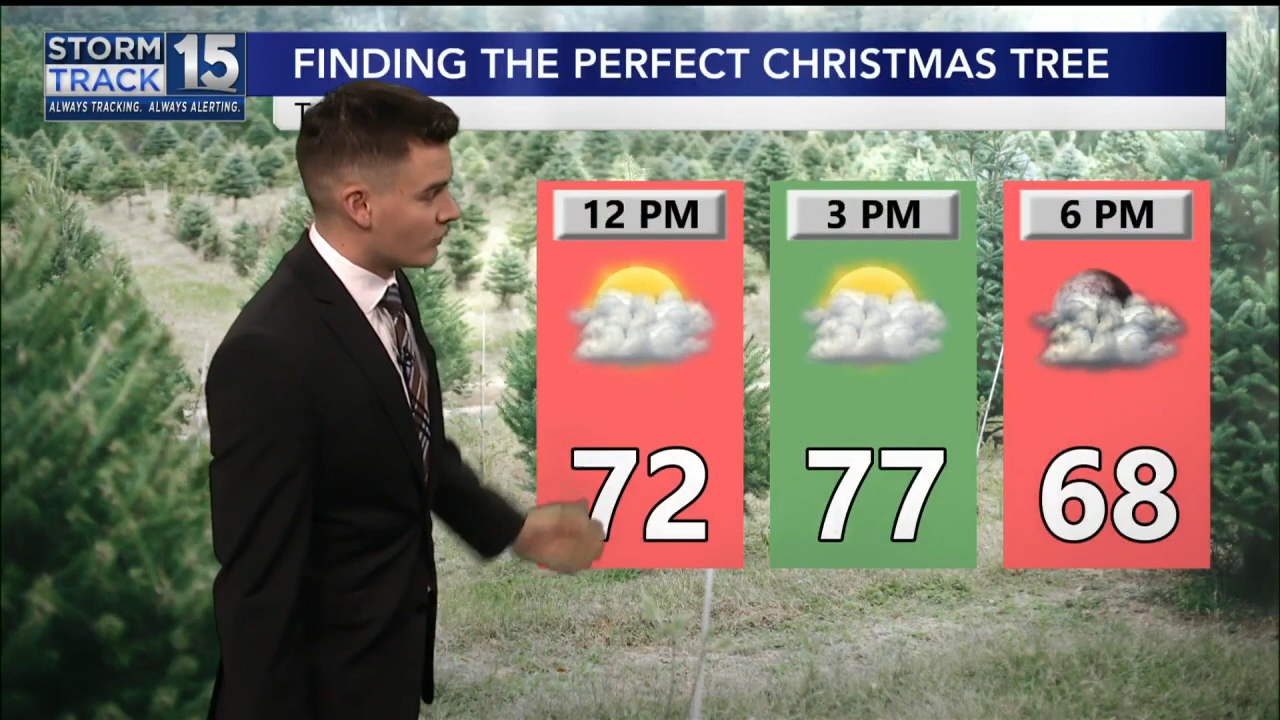 STORM
TRACK
15
ALWAYS TRACKING. ALWAYS ALERTING.
FINDING THE PERFECT CHRISTMAS TREE
12 PM
3 PM
6 PM
72
77
68